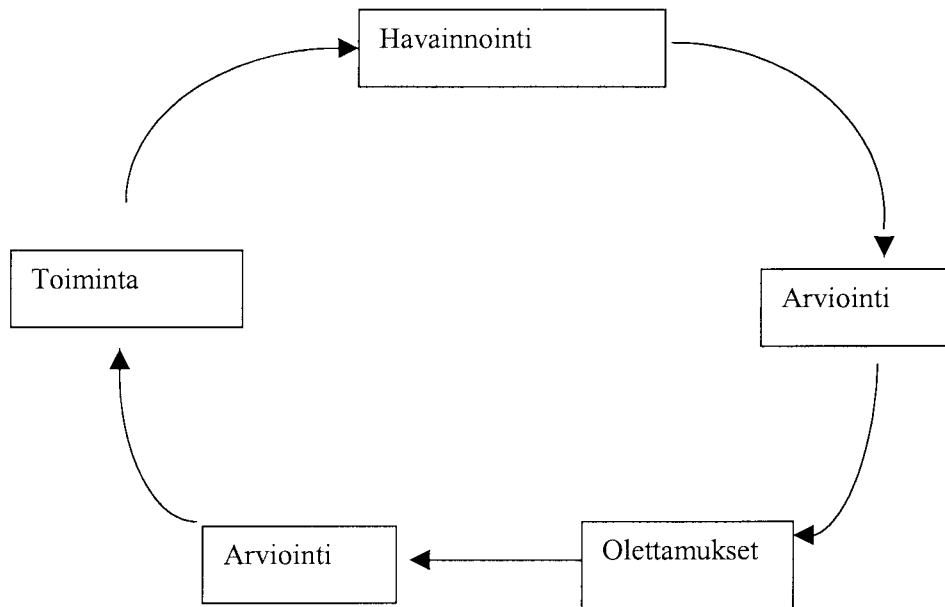 Havainnointi
Toiminta
Arviointi
Arviointi
Olettamukset